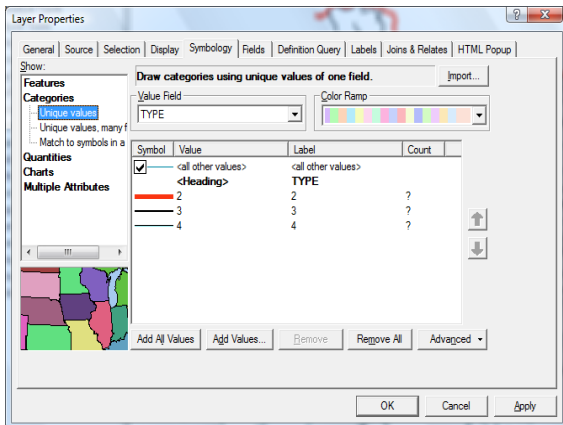 Layer Properties
General Source Selection Display Symbology Fields Definition Query Labels Joins & Relates HTML Popup
Show:
Features
Categories
Unique values
Unique values, many f
Match to symbols in a
Quantities
Charts
Multiple Attributes
Draw categories using unique values of one field.
Import...
Value Field
TYPE
Color Ramp
Symbol Value Label Count
<all other values> <all other values>
<Heading> TYPE
2 2 ?
3 3 ?
4 4 ?
Add All Values Add Values... Remove Remove All Advanced
OK Cancel Apply